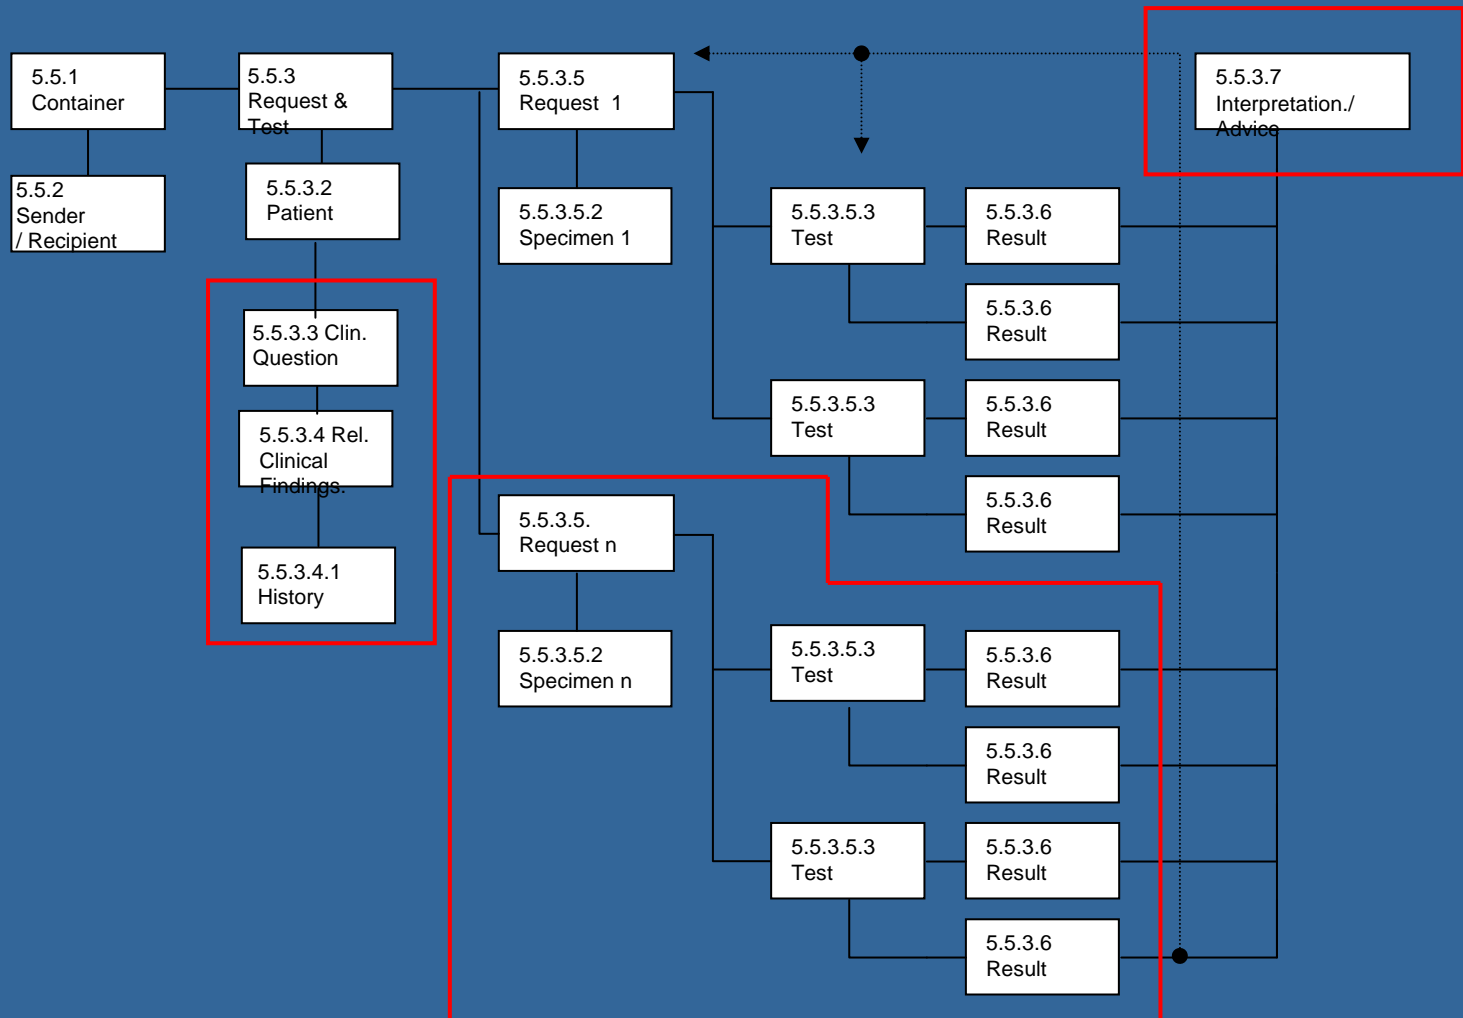 5.5.1
Container
5.5.2
Sender
/ Recipient
5.5.3
Request &
Test
5.5.3.2
Patient
5.5.3.3 Clin.
Question
5.5.3.4 Rel.
Clinical
Findings.
5.5.3.4.1
History
5.5.3.5
Request 1
5.5.3.5.2
Specimen 1
5.5.3.5.3
Test
5.5.3.6
Result
5.5.3.6
Result
5.5.3.5.3
Test
5.5.3.6
Result
5.5.3.6
Result
5.5.3.5.
Request n
5.5.3.5.2
Specimen n
5.5.3.5.3
Test
5.5.3.6
Result
5.5.3.6
Result
5.5.3.5.3
Test
5.5.3.6
Result
5.5.3.6
Result
5.5.3.7
Interpretation./
Advice